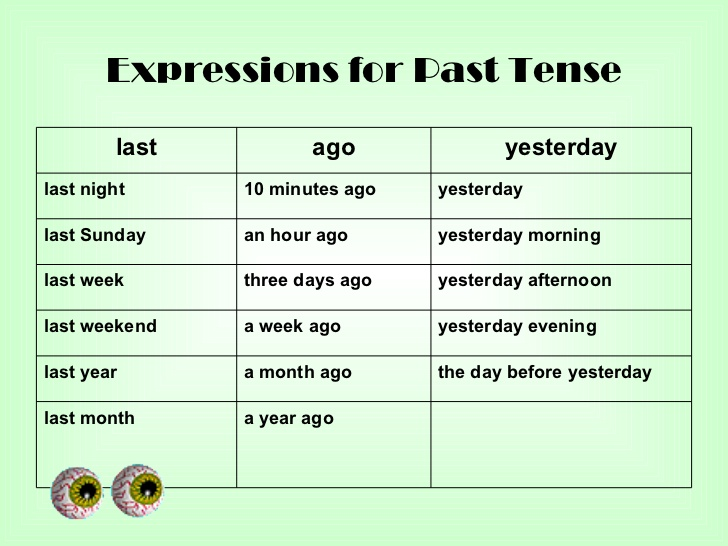 Expressions for Past Tense
last ago yesterday
last night 10 minutes ago yesterday
last Sunday an hour ago yesterday morning
last week three days ago yesterday afternoon
last weekend a week ago yesterday evening
last year a month ago the day before yesterday
last month a year ago